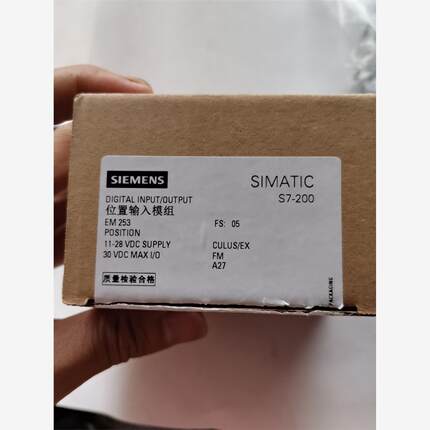 SIEMENS
SIMATIC
S7-200
DIGITAL INPUT/OUTPUT
位置输入模组
EM 253 FS: 05
POSITION
11-28 VDC SUPPLY CULUS/EX
30 VDC MAX I/O FM
A27
质量检验合格
PACKAGING